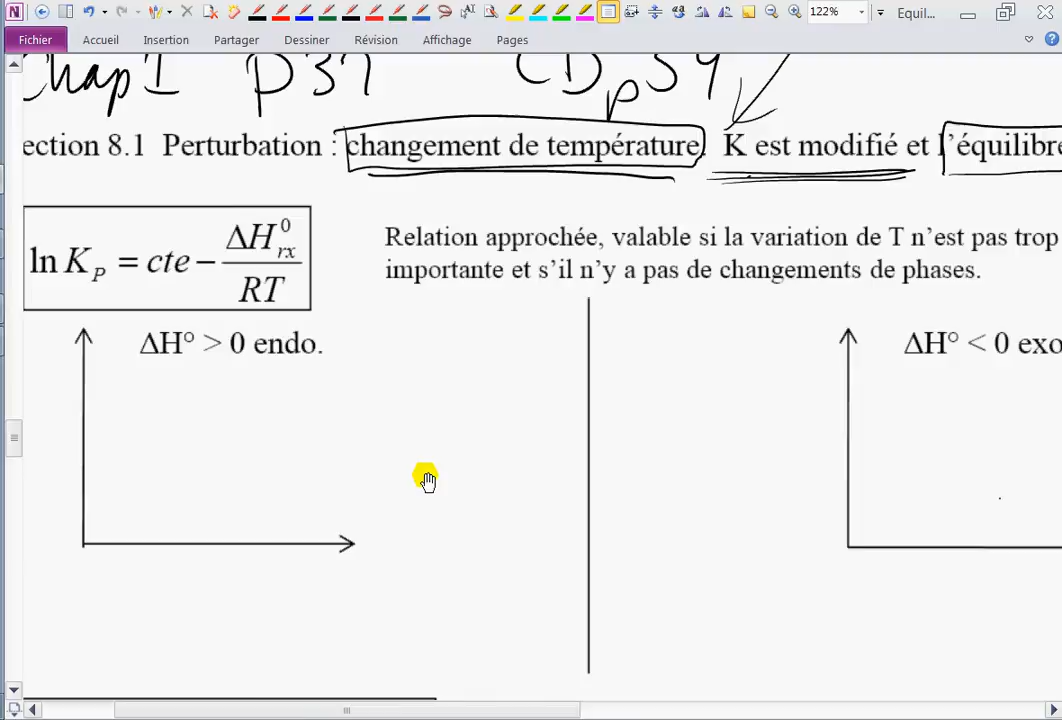 122%
Equil...
Fichier Accueil Insertion Partager Dessiner Révision Affichage Pages
Chap I p37 CD p54
ection 8.1 Perturbation : changement de température. K est modifié et l'équilibre
ln K_P = cte - ΔH⁰_rx / RT
Relation approchée, valable si la variation de T n'est pas trop
importante et s'il n'y a pas de changements de phases.
ΔH° > 0 endo.
ΔH° < 0 exo